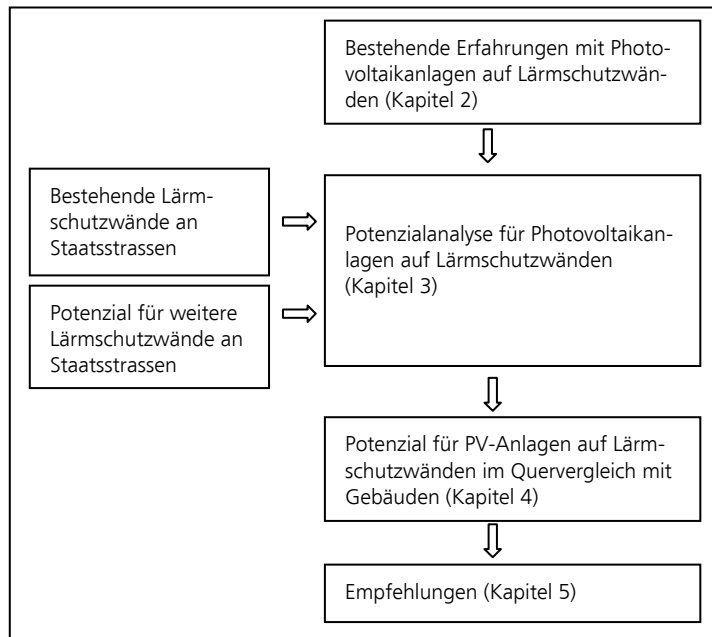 Bestehende Erfahrungen mit Photo-
voltaikanlagen auf Lärmschutzwän-
den (Kapitel 2)
Bestehende Lärm-
schutzwände an
Staatsstrassen
Potenzialanalyse für Photovoltaikan-
lagen auf Lärmschutzwänden
(Kapitel 3)
Potenzial für weitere
Lärmschutzwände an
Staatsstrassen
Potenzial für PV-Anlagen auf Lärm-
schutzwänden im Quervergleich mit
Gebäuden (Kapitel 4)
Empfehlungen (Kapitel 5)